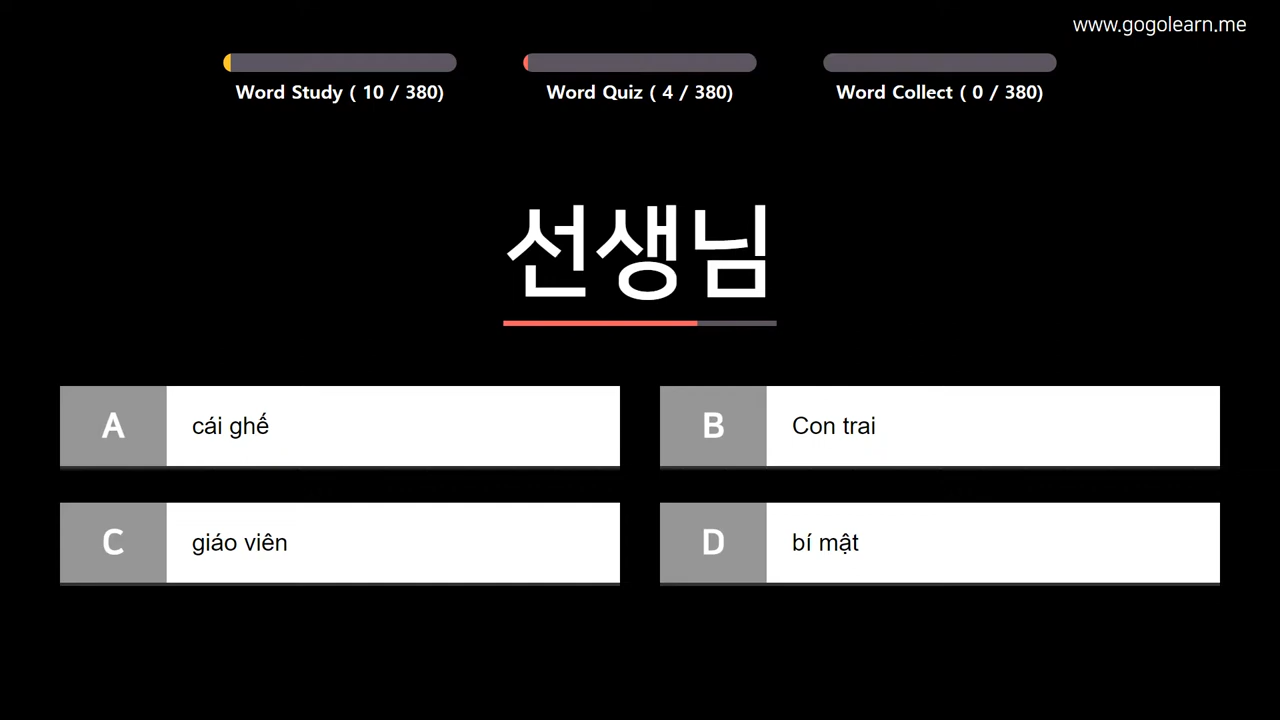 www.gogolearn.me
Word Study ( 10 / 380)
Word Quiz ( 4 / 380)
Word Collect ( 0 / 380)
선생님
A
cái ghế
B
Con trai
C
giáo viên
D
bí mật